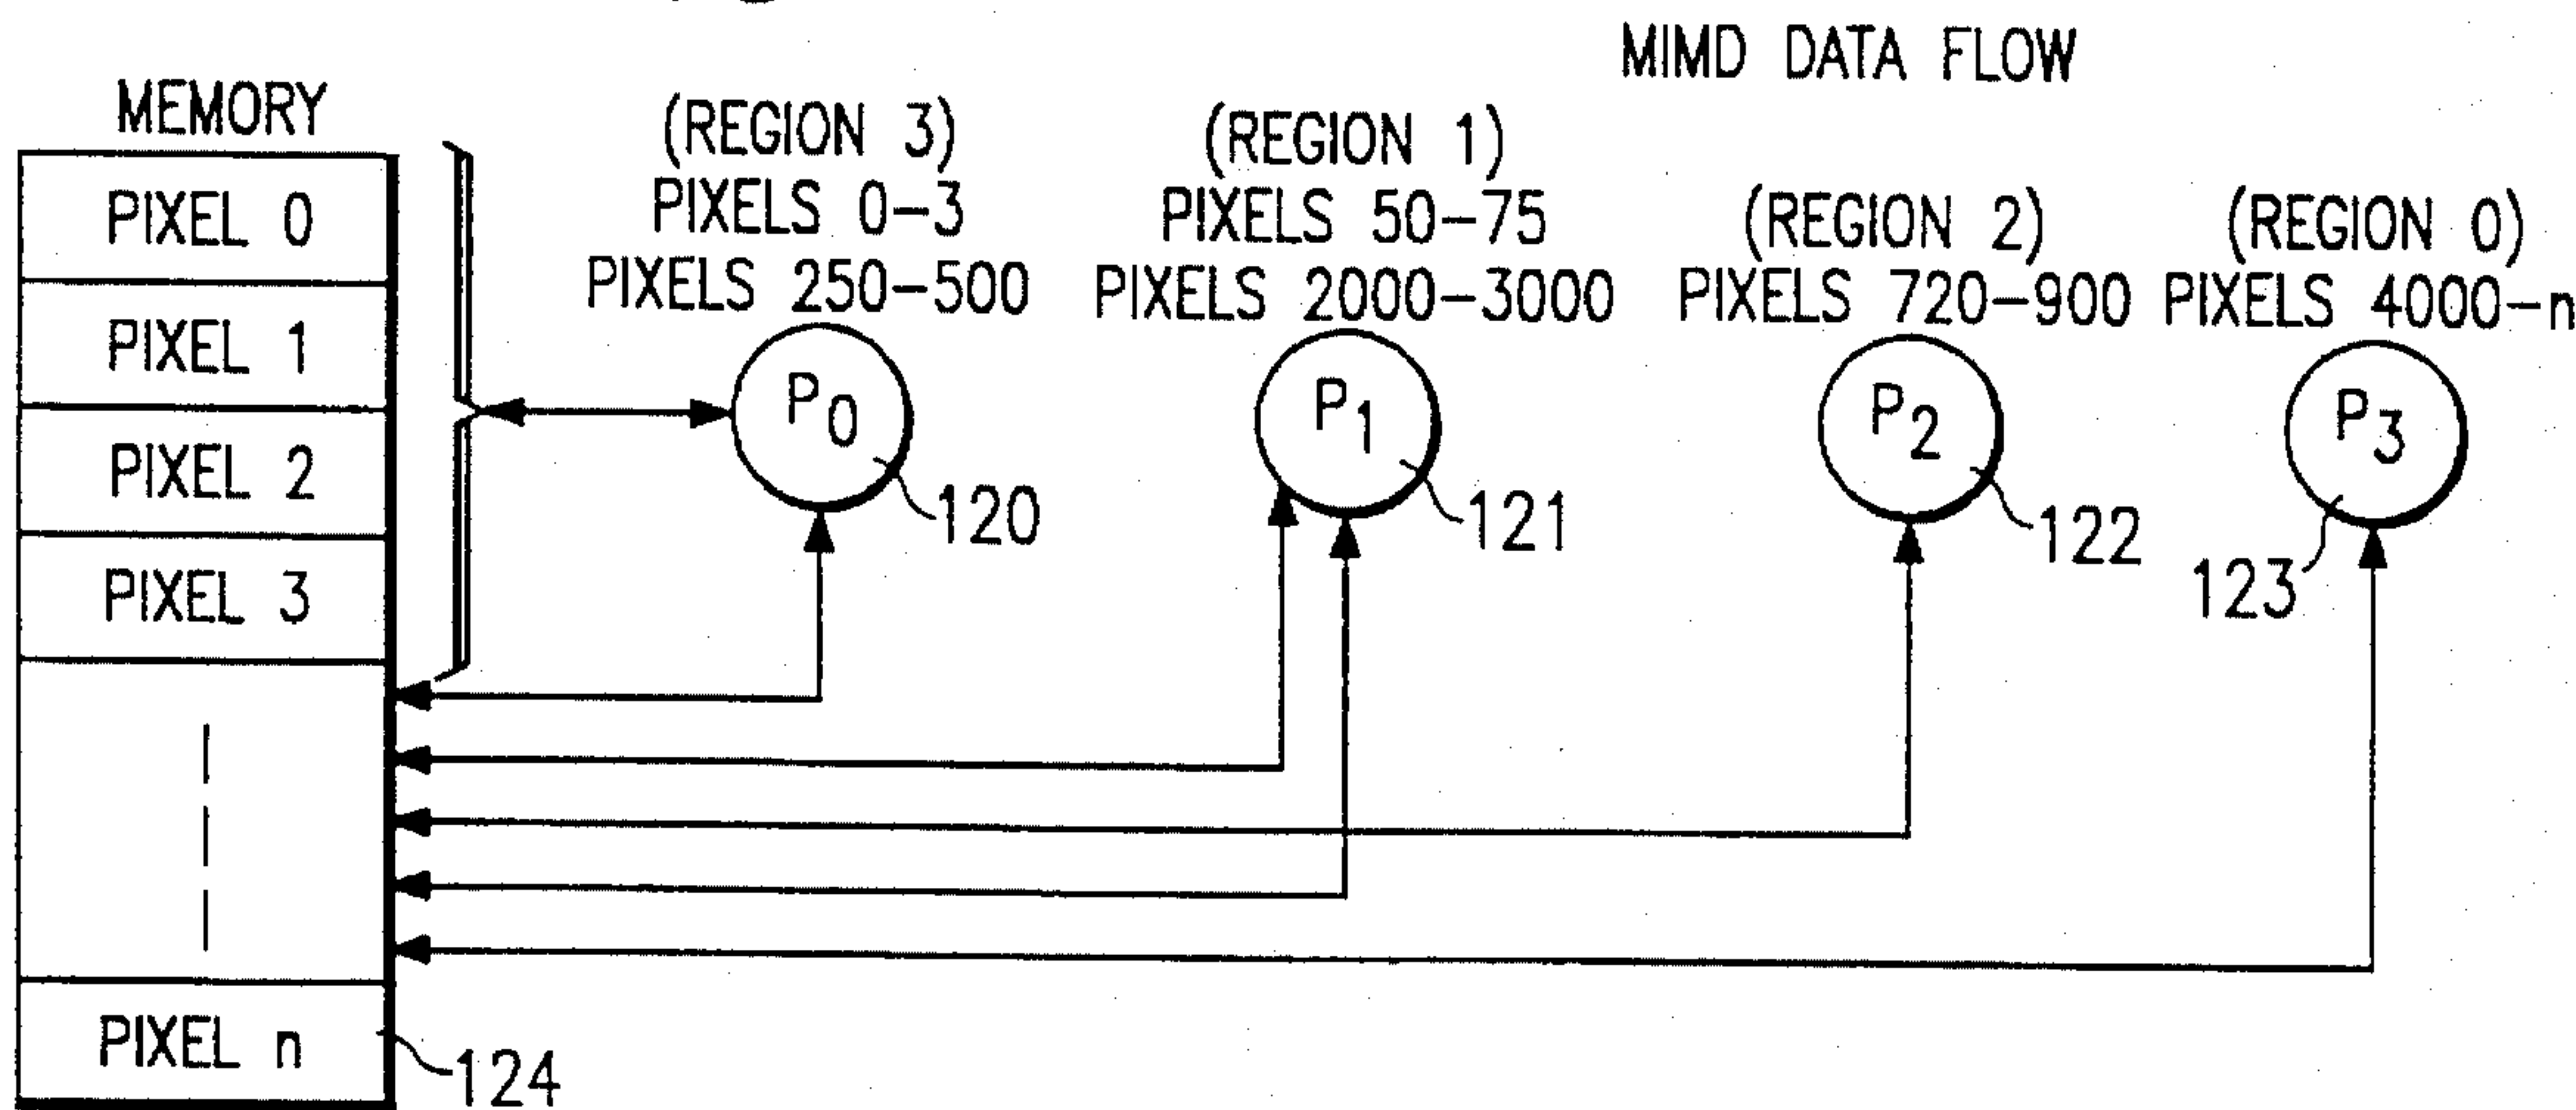 MIMD DATA FLOW
MEMORY
PIXEL 0
PIXEL 1
PIXEL 2
PIXEL 3
PIXEL n
124
(REGION 3)
PIXELS 0-3
PIXELS 250-500
P0
120
(REGION 1)
PIXELS 50-75
PIXELS 2000-3000
P1
121
(REGION 2)
PIXELS 720-900
P2
122
(REGION 0)
PIXELS 4000-n
P3
123